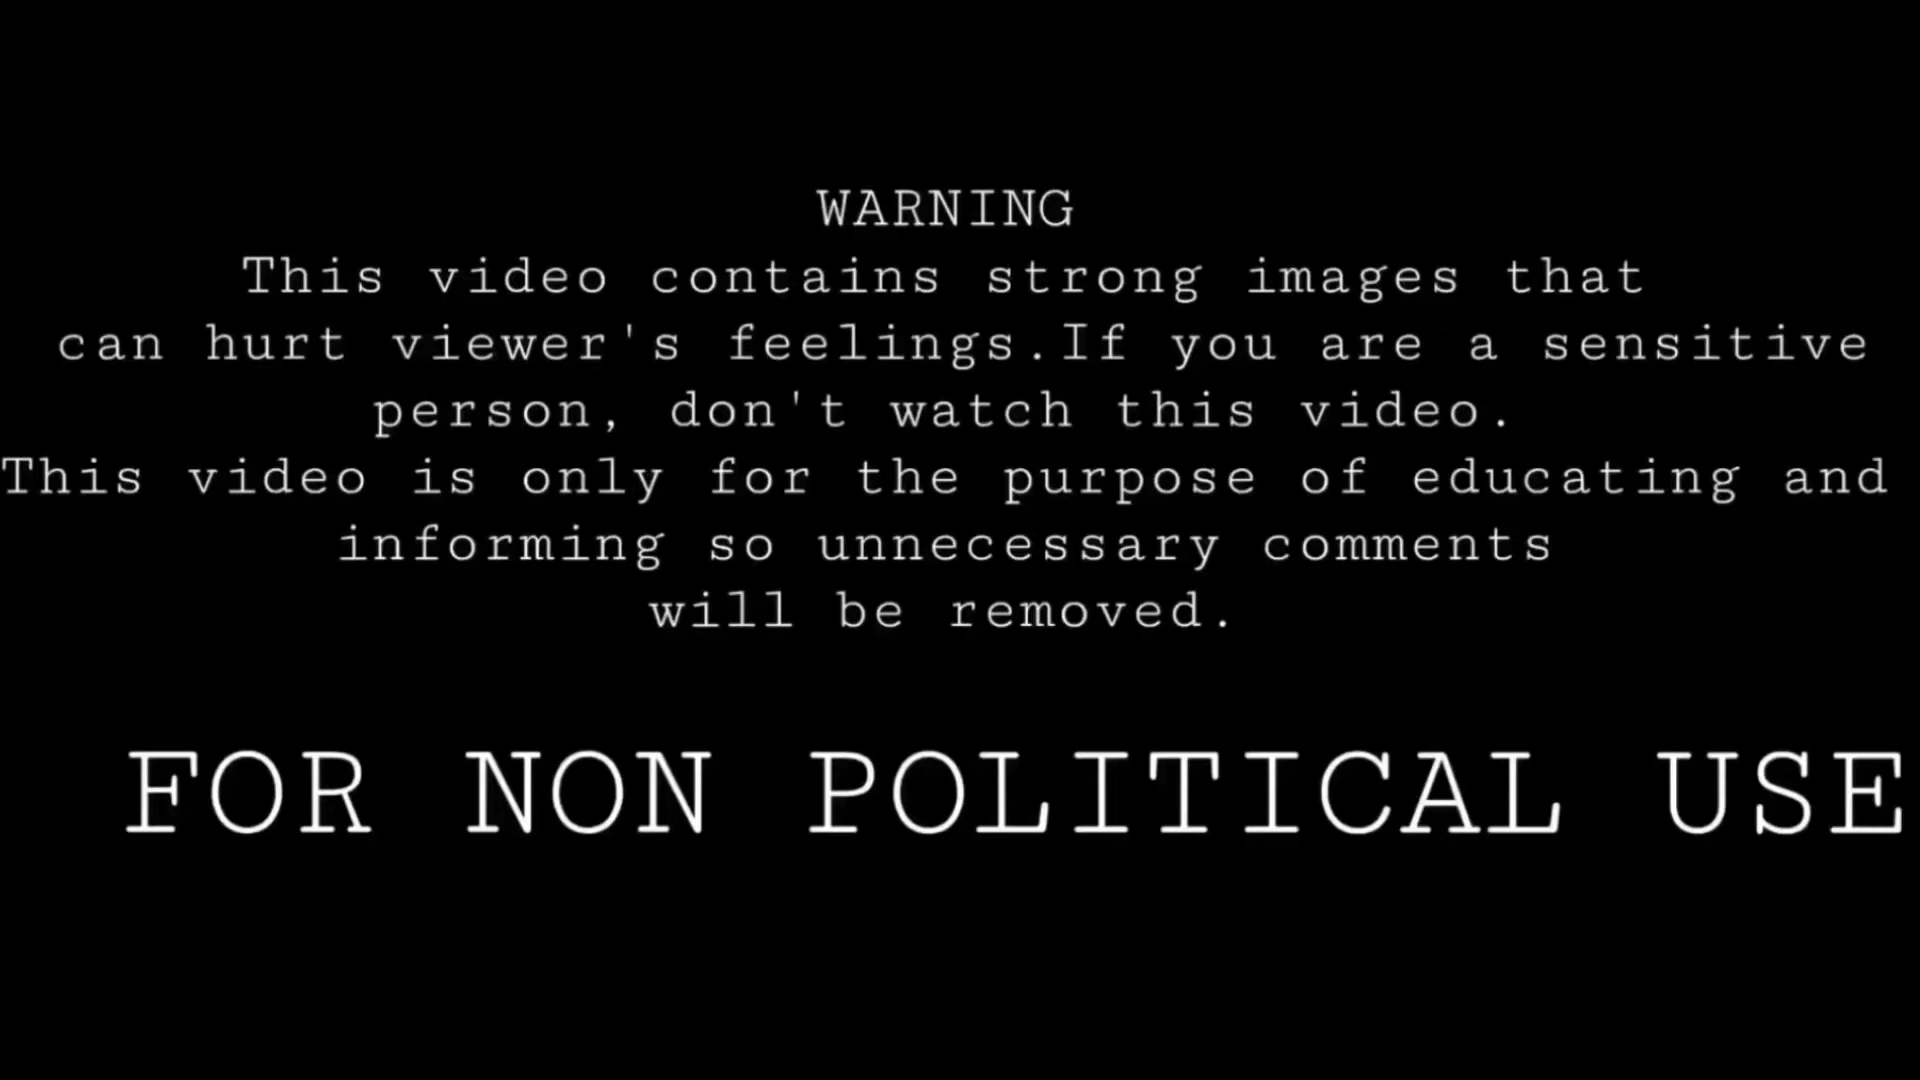 WARNING
This video contains strong images that
can hurt viewer's feelings.If you are a sensitive
person, don't watch this video.
This video is only for the purpose of educating and
informing so unnecessary comments
will be removed.
FOR NON POLITICAL USE